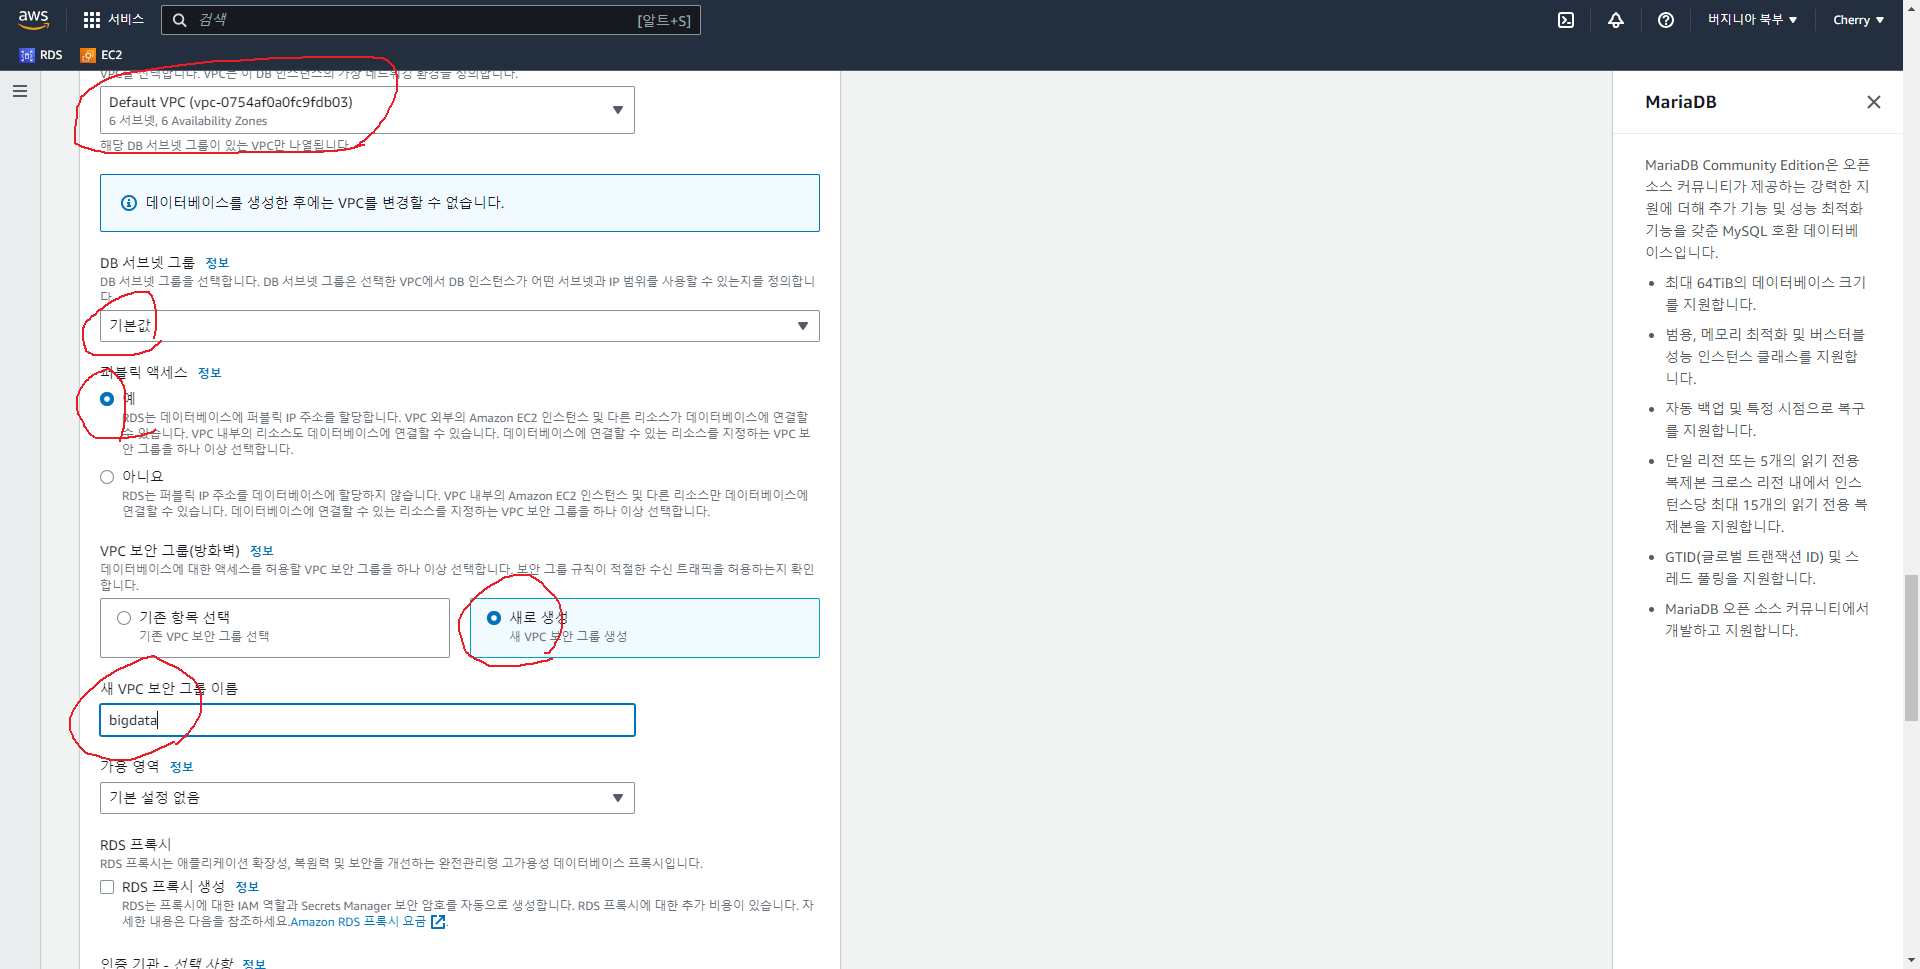 aws
서비스
검색
[알트+S]
버지니아 북부
Cherry
RDS
EC2
VPC를 선택합니다. VPC는 이 DB 인스턴스의 가상 네트워킹 환경을 정의합니다.
Default VPC (vpc-0754af0a0fc9fdb03)
6 서브넷, 6 Availability Zones
해당 DB 서브넷 그룹이 있는 VPC만 나열됩니다.
데이터베이스를 생성한 후에는 VPC를 변경할 수 없습니다.
DB 서브넷 그룹 정보
DB 서브넷 그룹을 선택합니다. DB 서브넷 그룹은 선택한 VPC에서 DB 인스턴스가 어떤 서브넷과 IP 범위를 사용할 수 있는지를 정의합니
다.
기본값
퍼블릭 액세스 정보
예
RDS는 데이터베이스에 퍼블릭 IP 주소를 할당합니다. VPC 외부의 Amazon EC2 인스턴스 및 다른 리소스가 데이터베이스에 연결할
수 있습니다. VPC 내부의 리소스도 데이터베이스에 연결할 수 있습니다. 데이터베이스에 연결할 수 있는 리소스를 지정하는 VPC 보
안 그룹을 하나 이상 선택합니다.
아니요
RDS는 퍼블릭 IP 주소를 데이터베이스에 할당하지 않습니다. VPC 내부의 Amazon EC2 인스턴스 및 다른 리소스만 데이터베이스에
연결할 수 있습니다. 데이터베이스에 연결할 수 있는 리소스를 지정하는 VPC 보안 그룹을 하나 이상 선택합니다.
VPC 보안 그룹(방화벽) 정보
데이터베이스에 대한 액세스를 허용할 VPC 보안 그룹을 하나 이상 선택합니다. 보안 그룹 규칙이 적절한 수신 트래픽을 허용하는지 확인
합니다.
기존 항목 선택
기존 VPC 보안 그룹 선택
새로 생성
새 VPC 보안 그룹 생성
새 VPC 보안 그룹 이름
bigdata
가용 영역 정보
기본 설정 없음
RDS 프록시
RDS 프록시는 애플리케이션 확장성, 복원력 및 보안을 개선하는 완전관리형 고가용성 데이터베이스 프록시입니다.
RDS 프록시 생성 정보
RDS는 프록시에 대한 IAM 역할과 Secrets Manager 보안 암호를 자동으로 생성합니다. RDS 프록시에 대한 추가 비용이 있습니다. 자
세한 내용은 다음을 참조하세요.Amazon RDS 프록시 요금.
인증 기관 - 선택 사항 정보
MariaDB
MariaDB Community Edition은 오픈
소스 커뮤니티가 제공하는 강력한 지
원에 더해 추가 기능 및 성능 최적화
기능을 갖춘 MySQL 호환 데이터베
이스입니다.
• 최대 64TiB의 데이터베이스 크기
를 지원합니다.
• 범용, 메모리 최적화 및 버스터블
성능 인스턴스 클래스를 지원합
니다.
• 자동 백업 및 특정 시점으로 복구
를 지원합니다.
• 단일 리전 또는 5개의 읽기 전용
복제본 크로스 리전 내에서 인스
턴스당 최대 15개의 읽기 전용 복
제본을 지원합니다.
• GTID(글로벌 트랜잭션 ID) 및 스
레드 풀링을 지원합니다.
• MariaDB 오픈 소스 커뮤니티에서
개발하고 지원합니다.